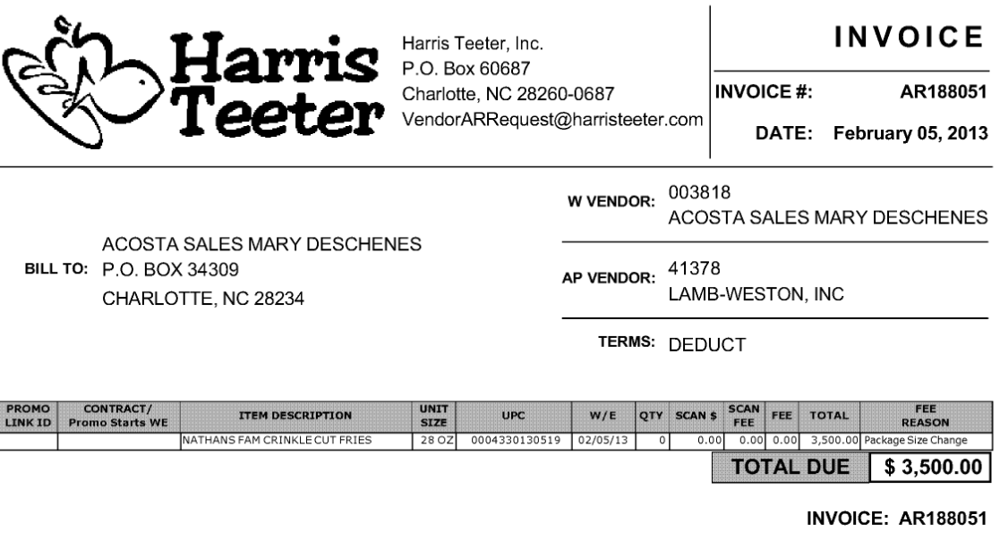 Harris
Teeter
Harris Teeter, Inc.
P.O. Box 60687
Charlotte, NC 28260-0687
VendorARRequest@harristeeter.com
INVOICE
INVOICE #: AR188051
DATE: February 05, 2013
W VENDOR: 003818
ACOSTA SALES MARY DESCHENES
BILL TO: ACOSTA SALES MARY DESCHENES
P.O. BOX 34309
CHARLOTTE, NC 28234
AP VENDOR: 41378
LAMB-WESTON, INC
TERMS: DEDUCT
PROMO LINK ID CONTRACT/ Promo Starts WE ITEM DESCRIPTION UNIT SIZE UPC W/E QTY SCAN $ SCAN FEE FEE TOTAL FEE REASON
NATHANS FAM CRINKLE CUT FRIES 28 OZ 0004330130519 02/05/13 0 0.00 0.00 0.00 3,500.00 Package Size Change
TOTAL DUE $ 3,500.00
INVOICE: AR188051